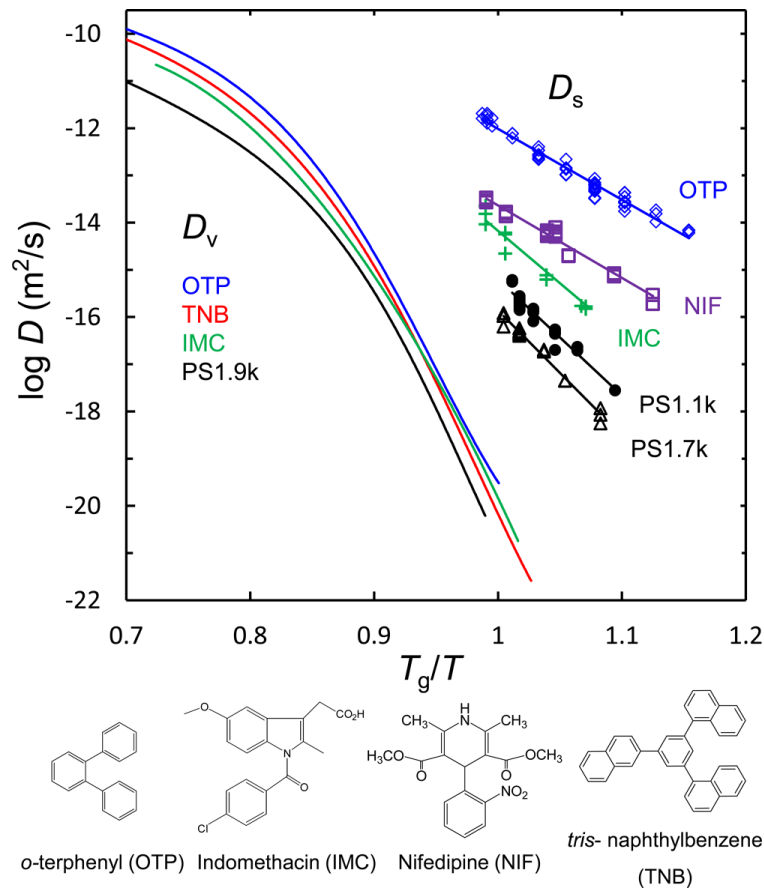 -10
-12
-14
-16
-18
-20
-22
log D (m²/s)
Dₛ
OTP
NIF
IMC
PS1.1k
PS1.7k
Dᵥ
OTP
TNB
IMC
PS1.9k
0.7 0.8 0.9 1 1.1 1.2
T_g/T
O
CO₂H
N
O
Cl
H
N
CH₃ CH₃
CH₃OC OCH₃
O O
NO₂
o-terphenyl (OTP) Indomethacin (IMC) Nifedipine (NIF) tris- naphthylbenzene
(TNB)